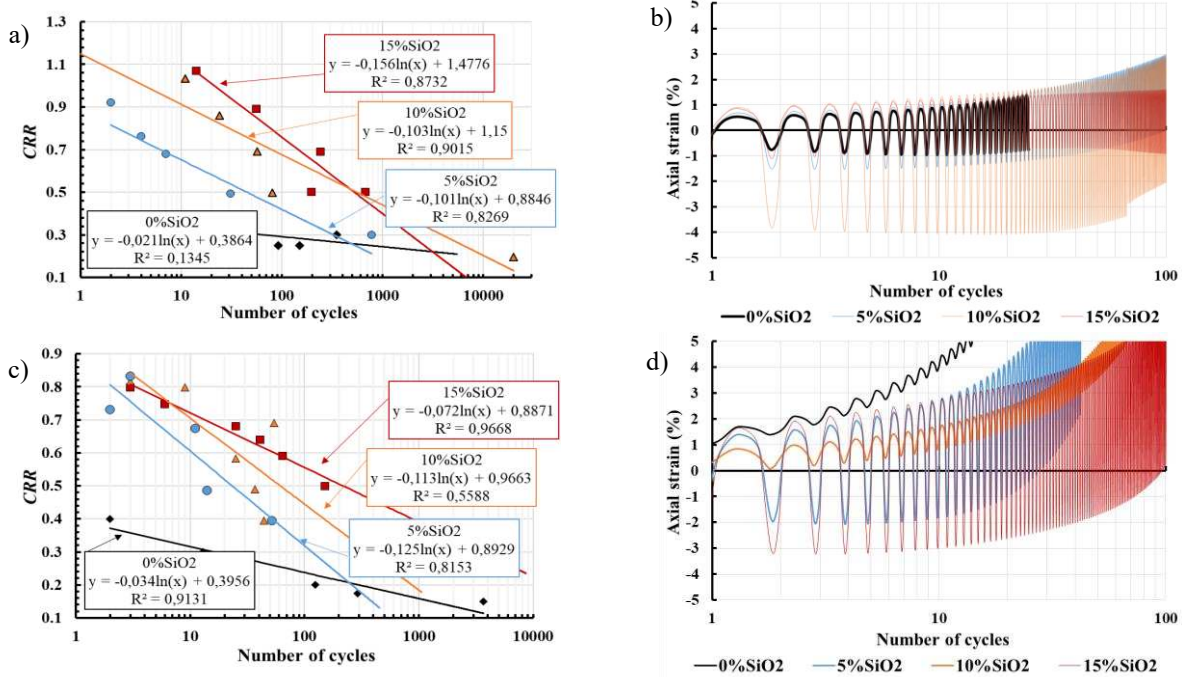 a)
CRR
1.3
1.1
0.9
0.7
0.5
0.3
0.1
15%SiO2
y = -0,156ln(x) + 1,4776
R² = 0,8732
10%SiO2
y = -0,103ln(x) + 1,15
R² = 0,9015
5%SiO2
y = -0,101ln(x) + 0,8846
R² = 0,8269
0%SiO2
y = -0,021ln(x) + 0,3864
R² = 0,1345
1 10 100 1000 10000
Number of cycles
b)
Axial strain (%)
5
4
3
2
1
0
-1
-2
-3
-4
-5
1 10 100
Number of cycles
0%SiO2 5%SiO2 10%SiO2 15%SiO2
c)
CRR
0.9
0.8
0.7
0.6
0.5
0.4
0.3
0.2
0.1
15%SiO2
y = -0,072ln(x) + 0,8871
R² = 0,9668
10%SiO2
y = -0,113ln(x) + 0,9663
R² = 0,5588
5%SiO2
y = -0,125ln(x) + 0,8929
R² = 0,8153
0%SiO2
y = -0,034ln(x) + 0,3956
R² = 0,9131
1 10 100 1000 10000
Number of cycles
d)
Axial strain (%)
5
4
3
2
1
0
-1
-2
-3
-4
-5
1 10 100
Number of cycles
0%SiO2 5%SiO2 10%SiO2 15%SiO2